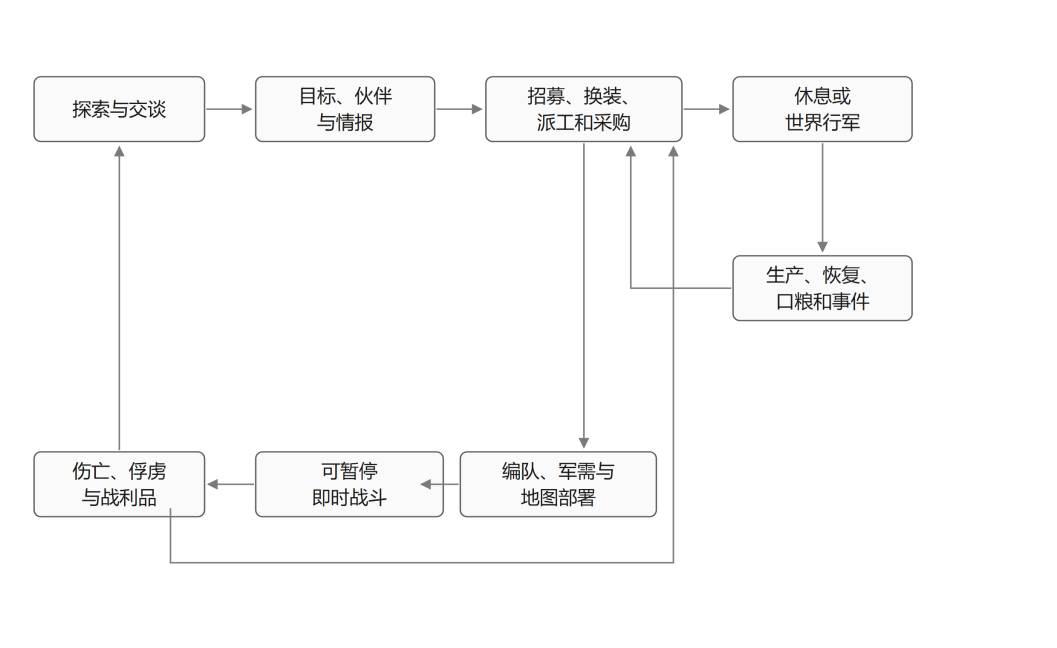 探索与交谈
目标、伙伴
与情报
招募、换装、
派工和采购
休息或
世界行军
生产、恢复、
口粮和事件
伤亡、俘虏
与战利品
可暂停
即时战斗
编队、军需与
地图部署